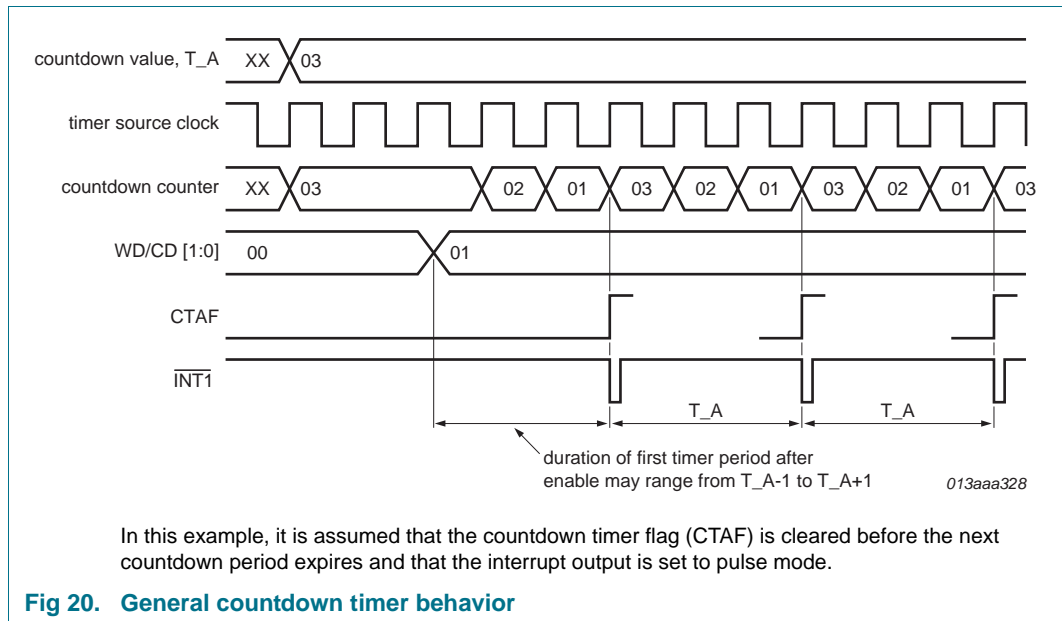 countdown value, T_A XX 03
timer source clock
countdown counter XX 03 02 01 03 02 01 03 02 01 03
WD/CD [1:0] 00 01
CTAF
INT1
T_A T_A
duration of first timer period after
enable may range from T_A-1 to T_A+1
013aaa328
In this example, it is assumed that the countdown timer flag (CTAF) is cleared before the next
countdown period expires and that the interrupt output is set to pulse mode.
Fig 20. General countdown timer behavior